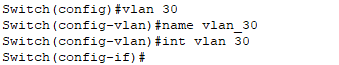 Switch(config)#vlan 30
Switch(config-vlan)#name vlan_30
Switch(config-vlan)#int vlan 30
Switch(config-if)#